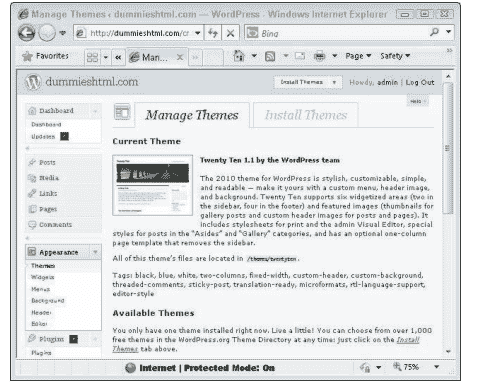 Manage Themes ‹ dummieshtml.com — WordPress - Windows Internet Explorer
http://dummieshtml.com/
Bing
Favorites
Man...
Page
Safety
dummieshtml.com
Install Themes
Howdy, admin | Log Out
Help
Dashboard
Dashboard
Updates
Posts
Media
Links
Pages
Comments
Appearance
Themes
Widgets
Menus
Background
Header
Editor
Plugins
Plugins
Manage Themes
Install Themes
Current Theme
Twenty Ten 1.1 by the WordPress team
The 2010 theme for WordPress is stylish, customizable, simple,
and readable — make it yours with a custom menu, header image,
and background. Twenty Ten supports six widgetized areas (two in
the sidebar, four in the footer) and featured images (thumbnails for
gallery posts and custom header images for posts and pages). It
includes stylesheets for print and the admin Visual Editor, special
styles for posts in the "Asides" and "Gallery" categories, and has an optional one-column
page template that removes the sidebar.
All of this theme's files are located in /themes/twentyten.
Tags: black, blue, white, two-columns, fixed-width, custom-header, custom-background,
threaded-comments, sticky-post, translation-ready, microformats, rtl-language-support,
editor-style
Available Themes
You only have one theme installed right now. Live a little! You can choose from over 1,000
free themes in the WordPress.org Theme Directory at any time: just click on the Install
Themes tab above.
Internet | Protected Mode: On
75%